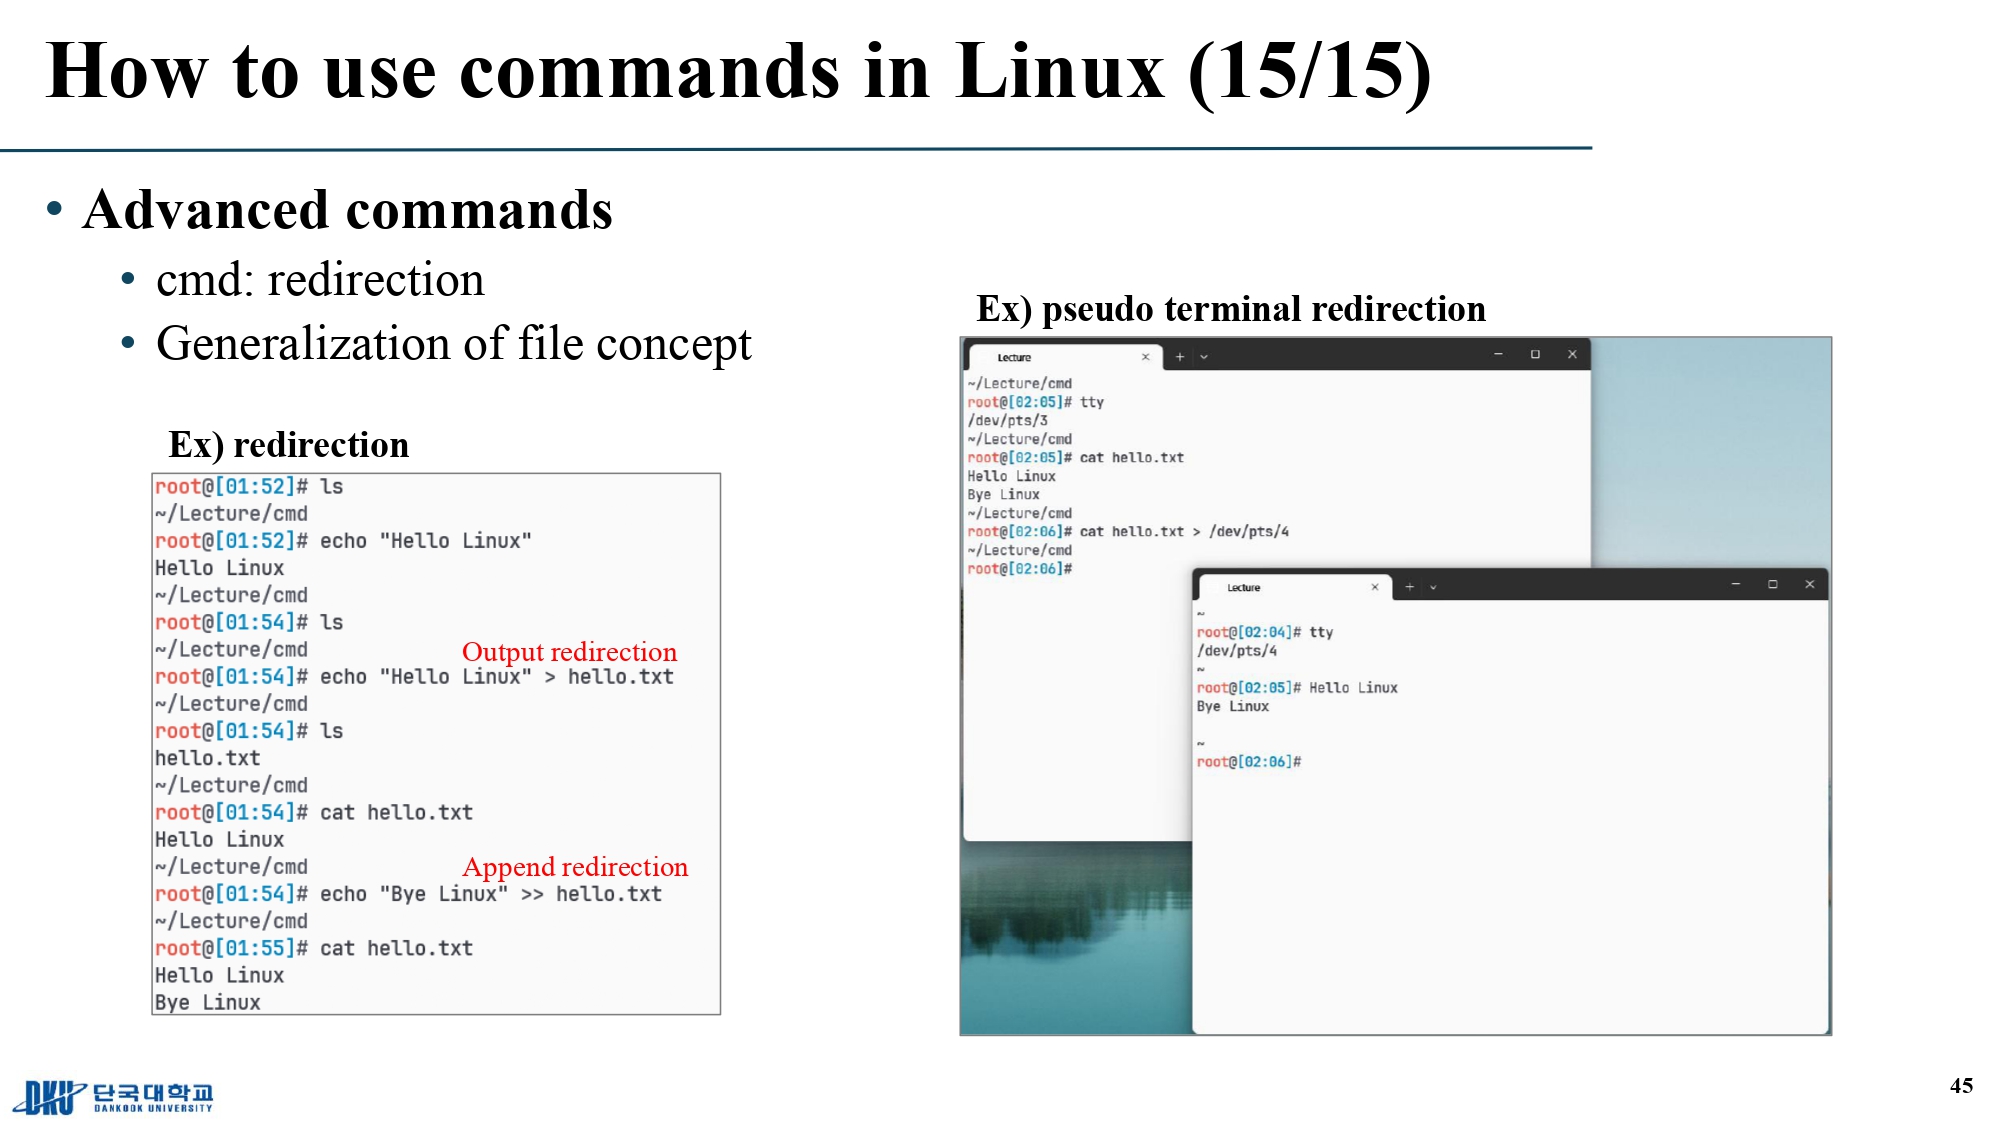 How to use commands in Linux (15/15)
• Advanced commands
• cmd: redirection
• Generalization of file concept
Ex) redirection
root@[01:52]# ls
~/Lecture/cmd
root@[01:52]# echo "Hello Linux"
Hello Linux
~/Lecture/cmd
root@[01:54]# ls
~/Lecture/cmd
Output redirection
root@[01:54]# echo "Hello Linux" > hello.txt
~/Lecture/cmd
root@[01:54]# ls
hello.txt
~/Lecture/cmd
root@[01:54]# cat hello.txt
Hello Linux
~/Lecture/cmd
Append redirection
root@[01:54]# echo "Bye Linux" >> hello.txt
~/Lecture/cmd
root@[01:55]# cat hello.txt
Hello Linux
Bye Linux
Ex) pseudo terminal redirection
Lecture
~/Lecture/cmd
root@[02:05]# tty
/dev/pts/3
~/Lecture/cmd
root@[02:05]# cat hello.txt
Hello Linux
Bye Linux
~/Lecture/cmd
root@[02:06]# cat hello.txt > /dev/pts/4
~/Lecture/cmd
root@[02:06]#
Lecture
~
root@[02:04]# tty
/dev/pts/4
~
root@[02:05]# Hello Linux
Bye Linux
~
root@[02:06]#
DKU 단국대학교
DANKOOK UNIVERSITY
45